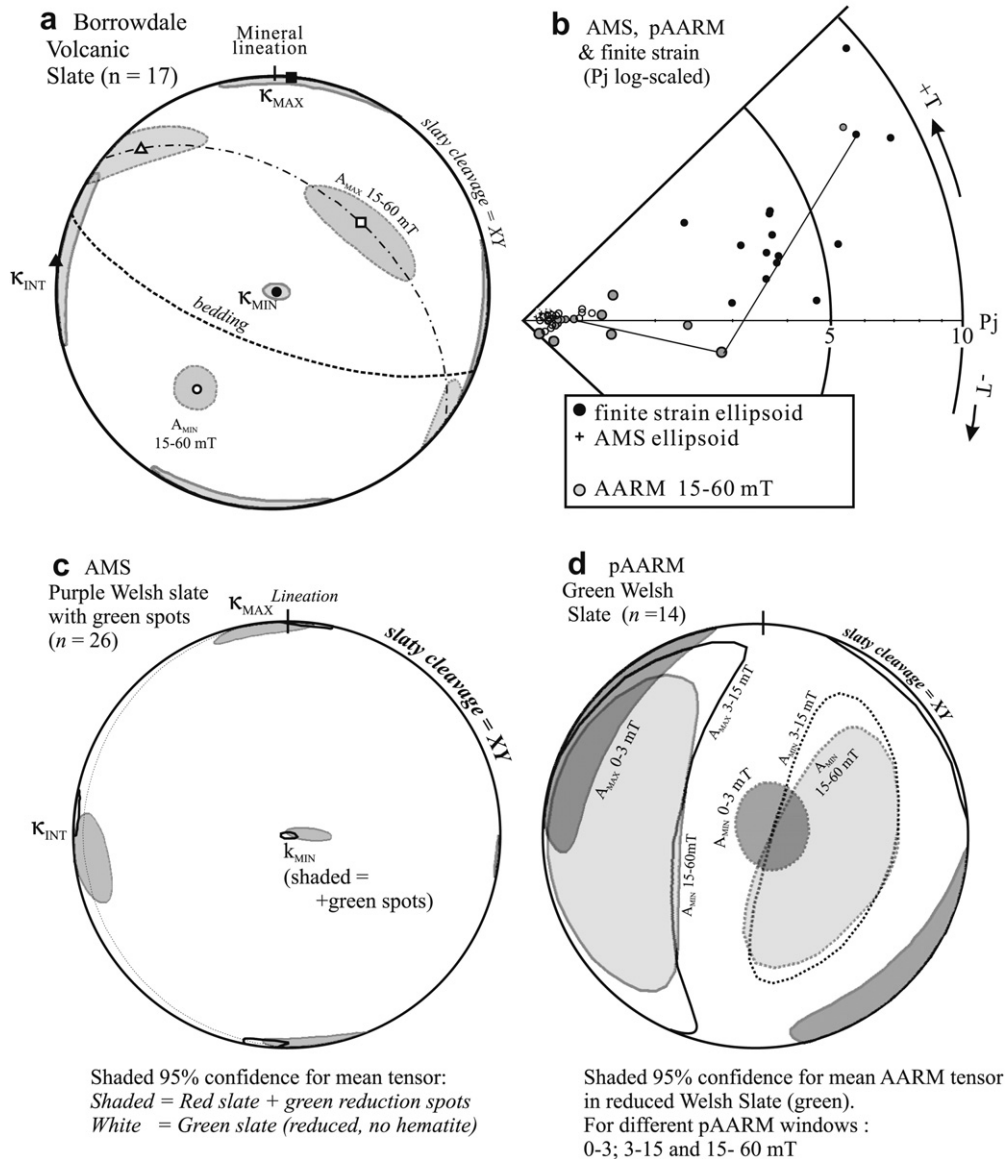 a Borrowdale
Volcanic
Slate (n = 17)
Mineral
lineation
κMAX
slaty cleavage = XY
AMAX 15-60 mT
κINT
κMIN
bedding
AMIN
15-60 mT
b AMS, pAARM
& finite strain
(Pj log-scaled)
+T
Pj
5
10
-T
finite strain ellipsoid
+ AMS ellipsoid
AARM 15-60 mT
c AMS
Purple Welsh slate
with green spots
(n = 26)
κMAX
Lineation
slaty cleavage = XY
κINT
kMIN
(shaded =
+green spots)
Shaded 95% confidence for mean tensor:
Shaded = Red slate + green reduction spots
White = Green slate (reduced, no hematite)
d pAARM
Green Welsh
Slate (n =14)
slaty cleavage = XY
AMAX 0-3 mT
AMAX 3-15 mT
AMIN 15-60mT
AMIN 0-3 mT
AMIN 3-15 mT
AMIN
15-60 mT
Shaded 95% confidence for mean AARM tensor
in reduced Welsh Slate (green).
For different pAARM windows :
0-3; 3-15 and 15- 60 mT